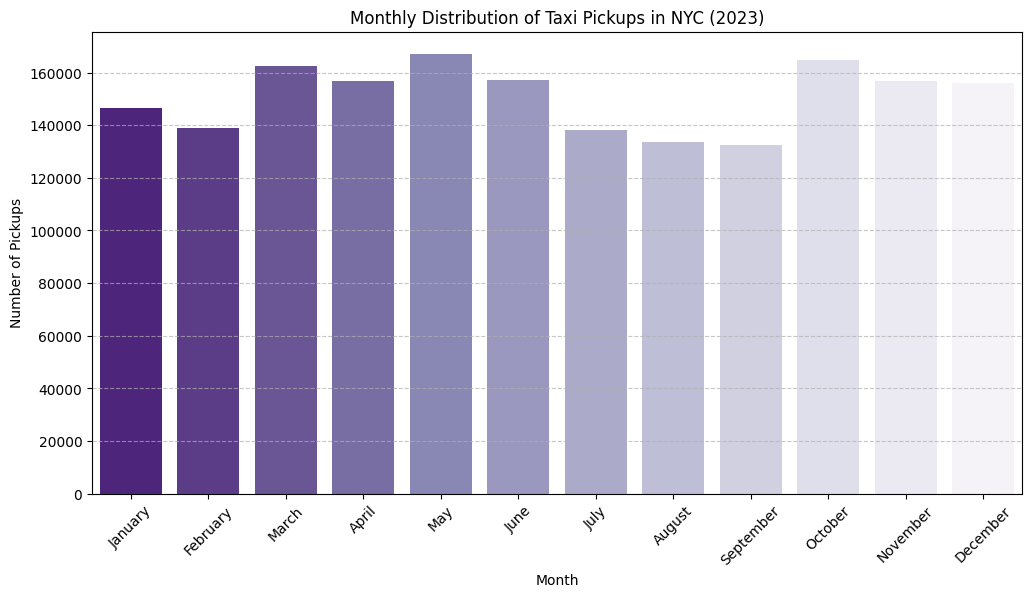 Monthly Distribution of Taxi Pickups in NYC (2023)
Number of Pickups
160000
140000
120000
100000
80000
60000
40000
20000
0
January
February
March
April
May
June
July
August
September
October
November
December
Month